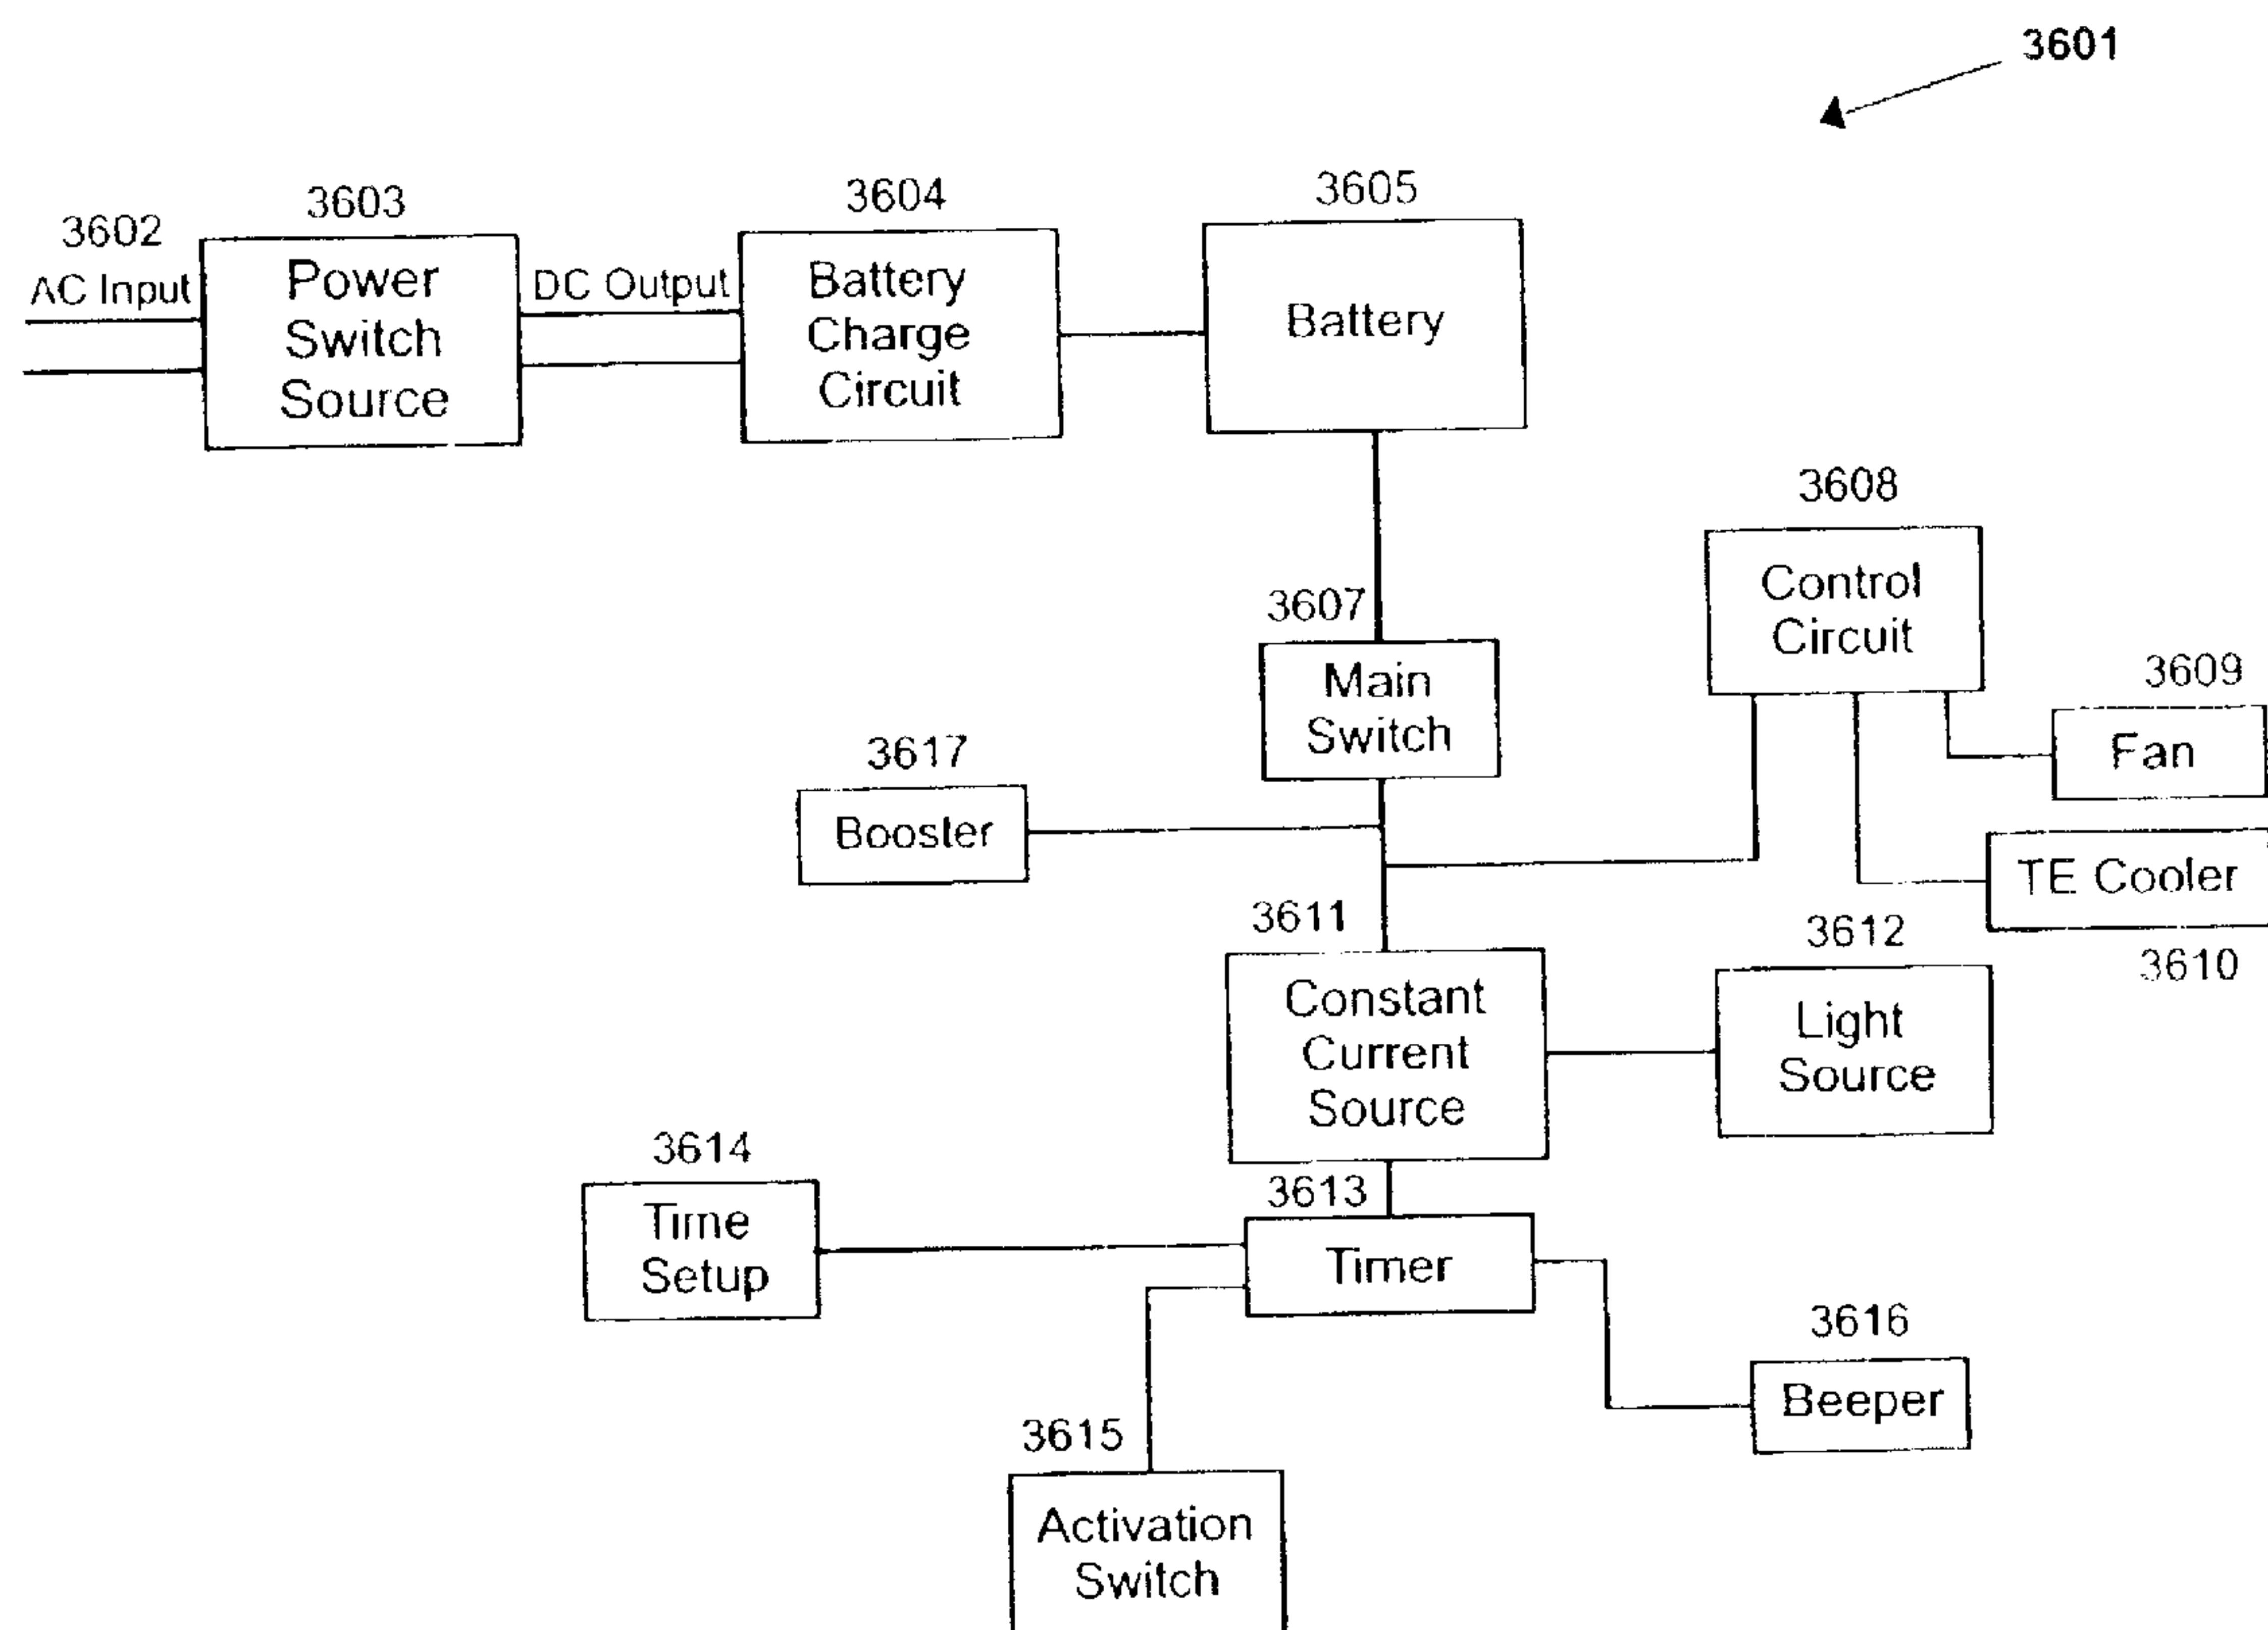 3601
3602
AC Input
3603
Power
Switch
Source
DC Output
3604
Battery
Charge
Circuit
3605
Battery
3607
Main
Switch
3608
Control
Circuit
3609
Fan
TE Cooler
3610
3617
Booster
3611
Constant
Current
Source
3612
Light
Source
3613
Timer
3614
Time
Setup
3615
Activation
Switch
3616
Beeper